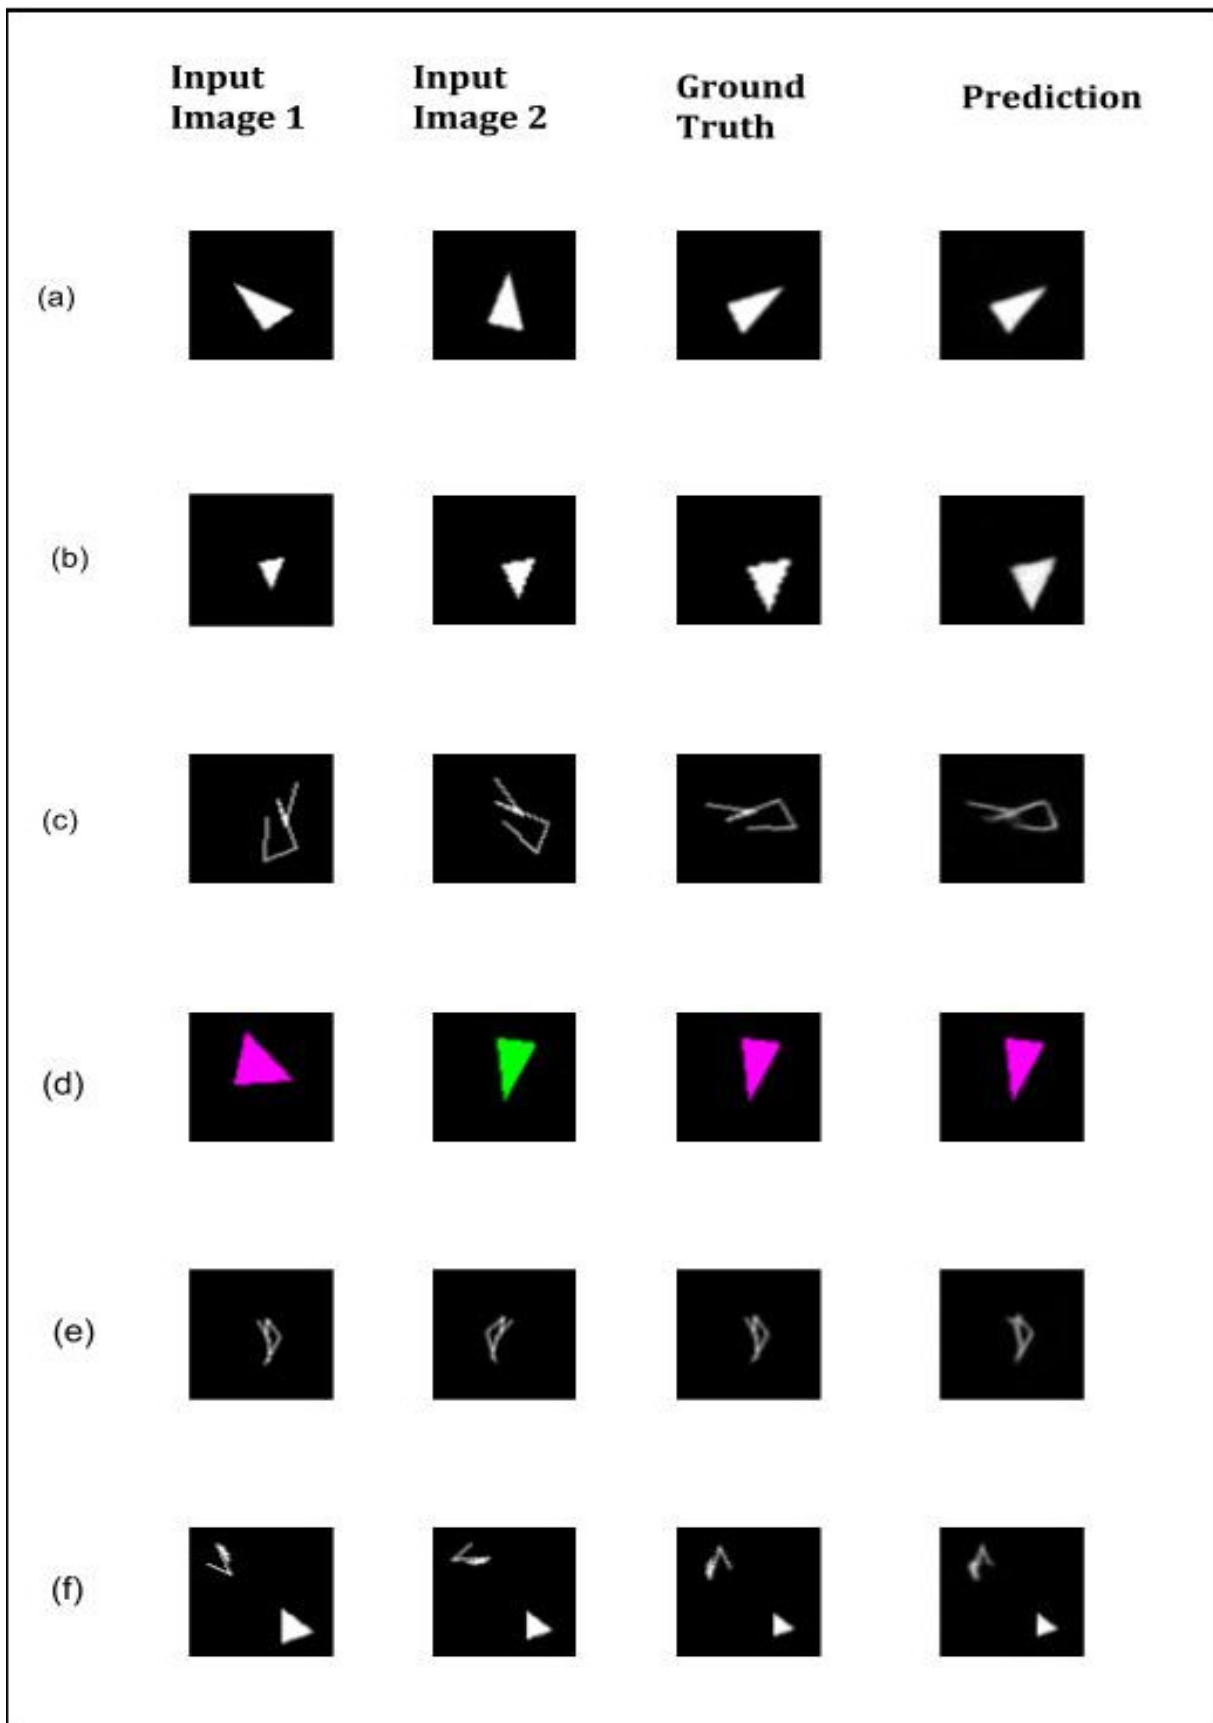 Input
Image 1
Input
Image 2
Ground
Truth
Prediction
(a)
(b)
(c)
(d)
(e)
(f)